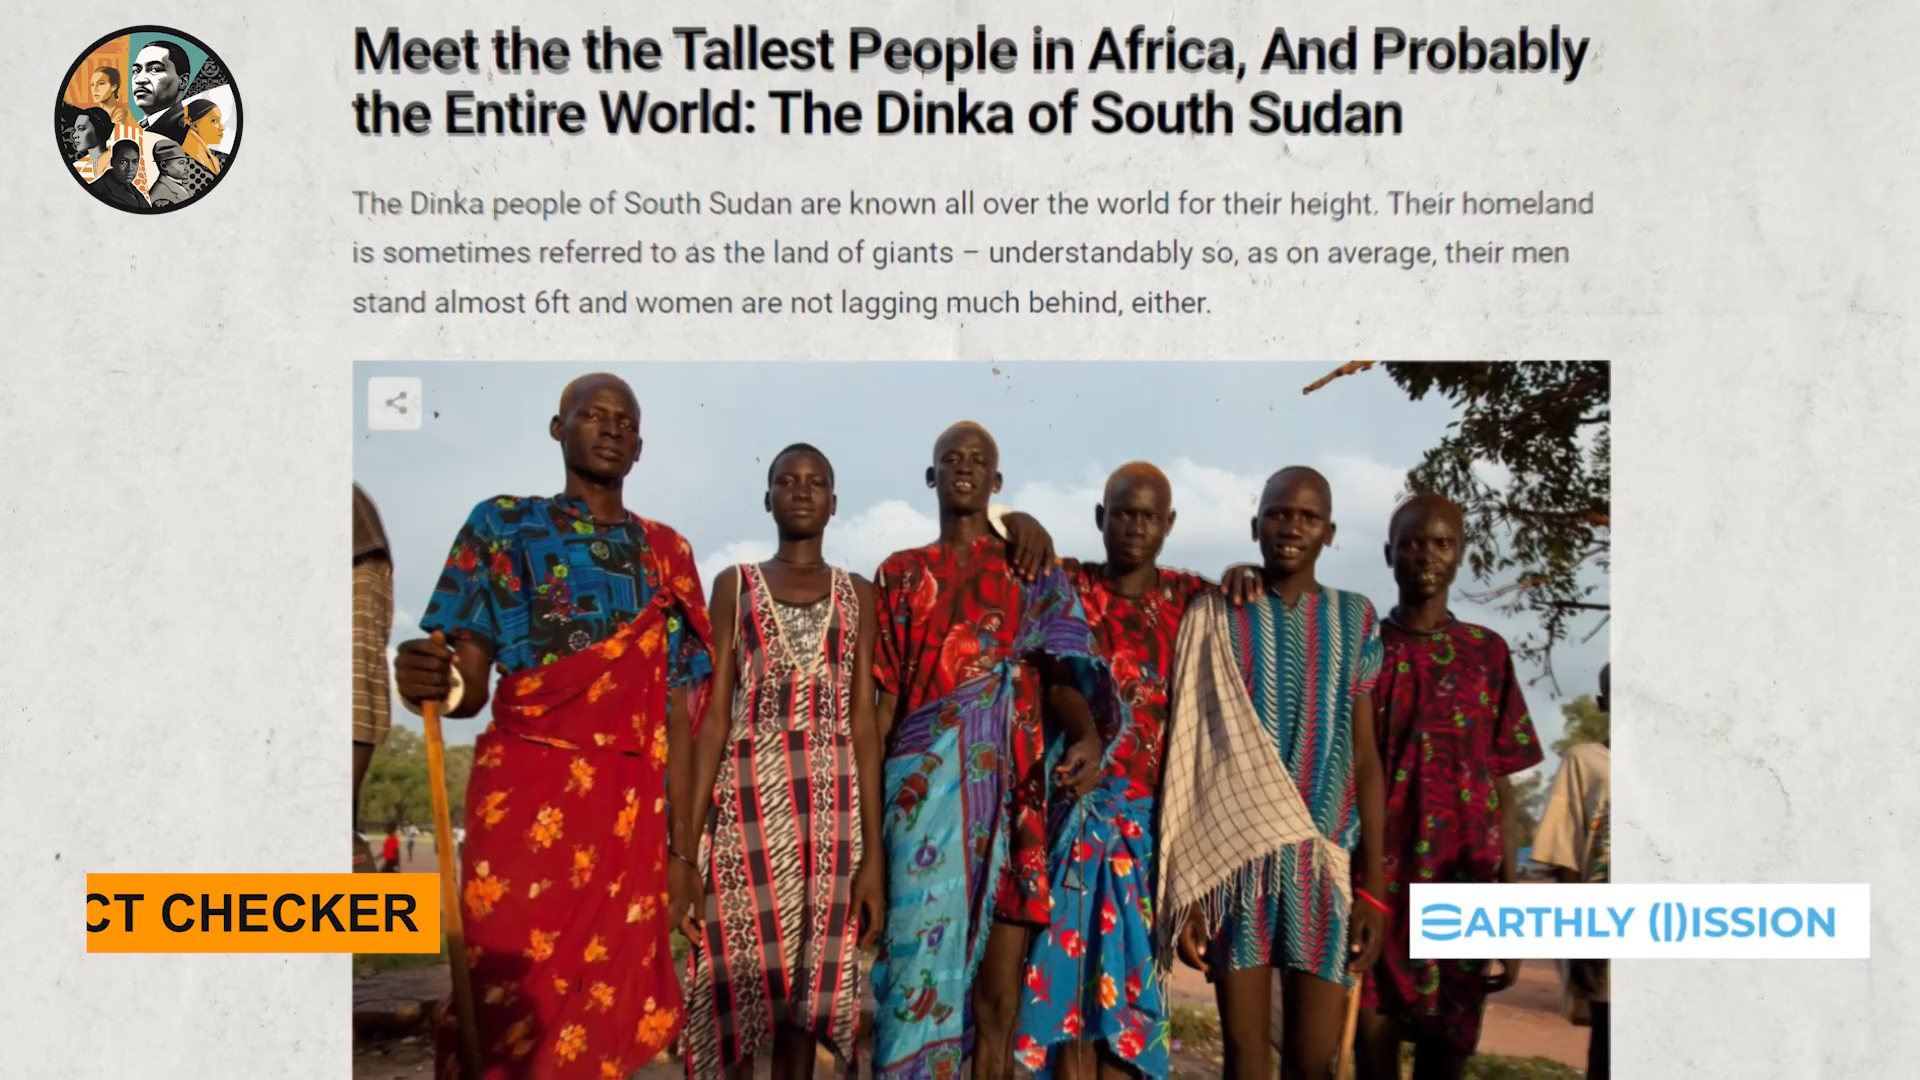 Meet the the Tallest People in Africa, And Probably
the Entire World: The Dinka of South Sudan
The Dinka people of South Sudan are known all over the world for their height. Their homeland
is sometimes referred to as the land of giants – understandably so, as on average, their men
stand almost 6ft and women are not lagging much behind, either.
CT CHECKER
EARTHLY MISSION